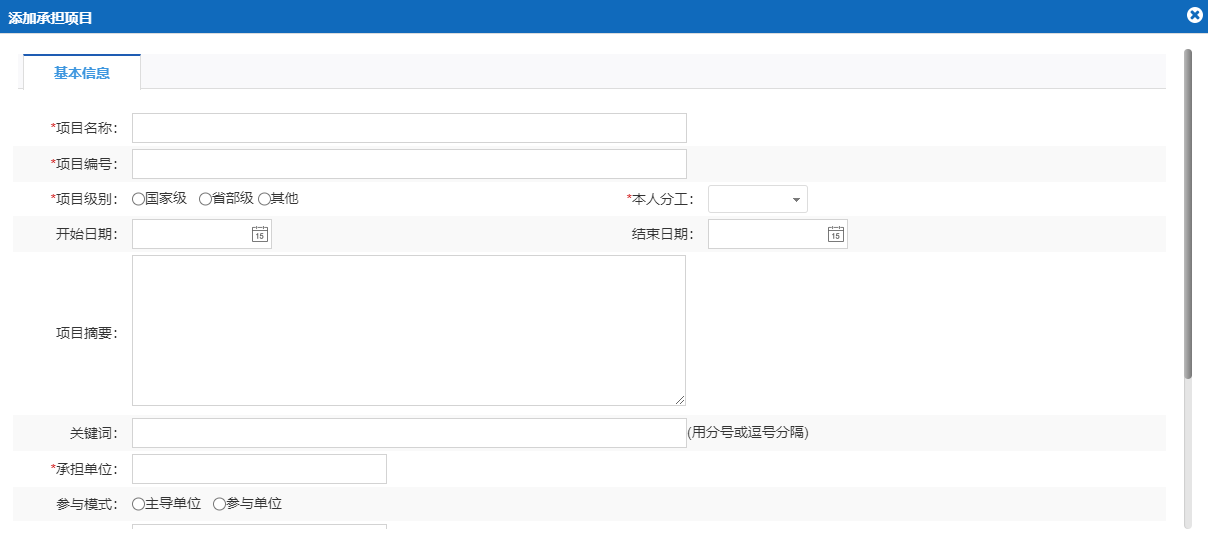 添加承担项目
基本信息
*项目名称：
*项目编号：
*项目级别： 国家级 省部级 其他 *本人分工：
开始日期： 15 结束日期： 15
项目摘要：
关键词： (用分号或逗号分隔)
*承担单位：
参与模式： 主导单位 参与单位